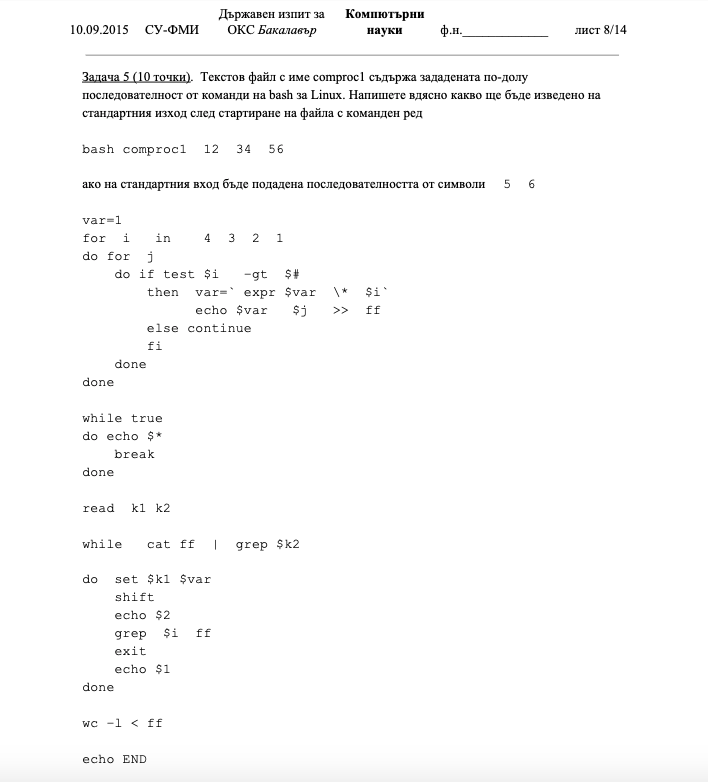 Държавен изпит за Компютърни
10.09.2015 СУ-ФМИ ОКС Бакалавър науки ф.н.____________ лист 8/14
Задача 5 (10 точки). Текстов файл с име comproc1 съдържа зададената по-долу
последователност от команди на bash за Linux. Напишете вдясно какво ще бъде изведено на
стандартния изход след стартиране на файла с команден ред
bash comproc1 12 34 56
ако на стандартния вход бъде подадена последователността от символи 5 6
var=1
for i in 4 3 2 1
do for j
do if test $i -gt $#
then var=` expr $var \* $i`
echo $var $j >> ff
else continue
fi
done
done
while true
do echo $*
break
done
read k1 k2
while cat ff | grep $k2
do set $k1 $var
shift
echo $2
grep $i ff
exit
echo $1
done
wc -l < ff
echo END